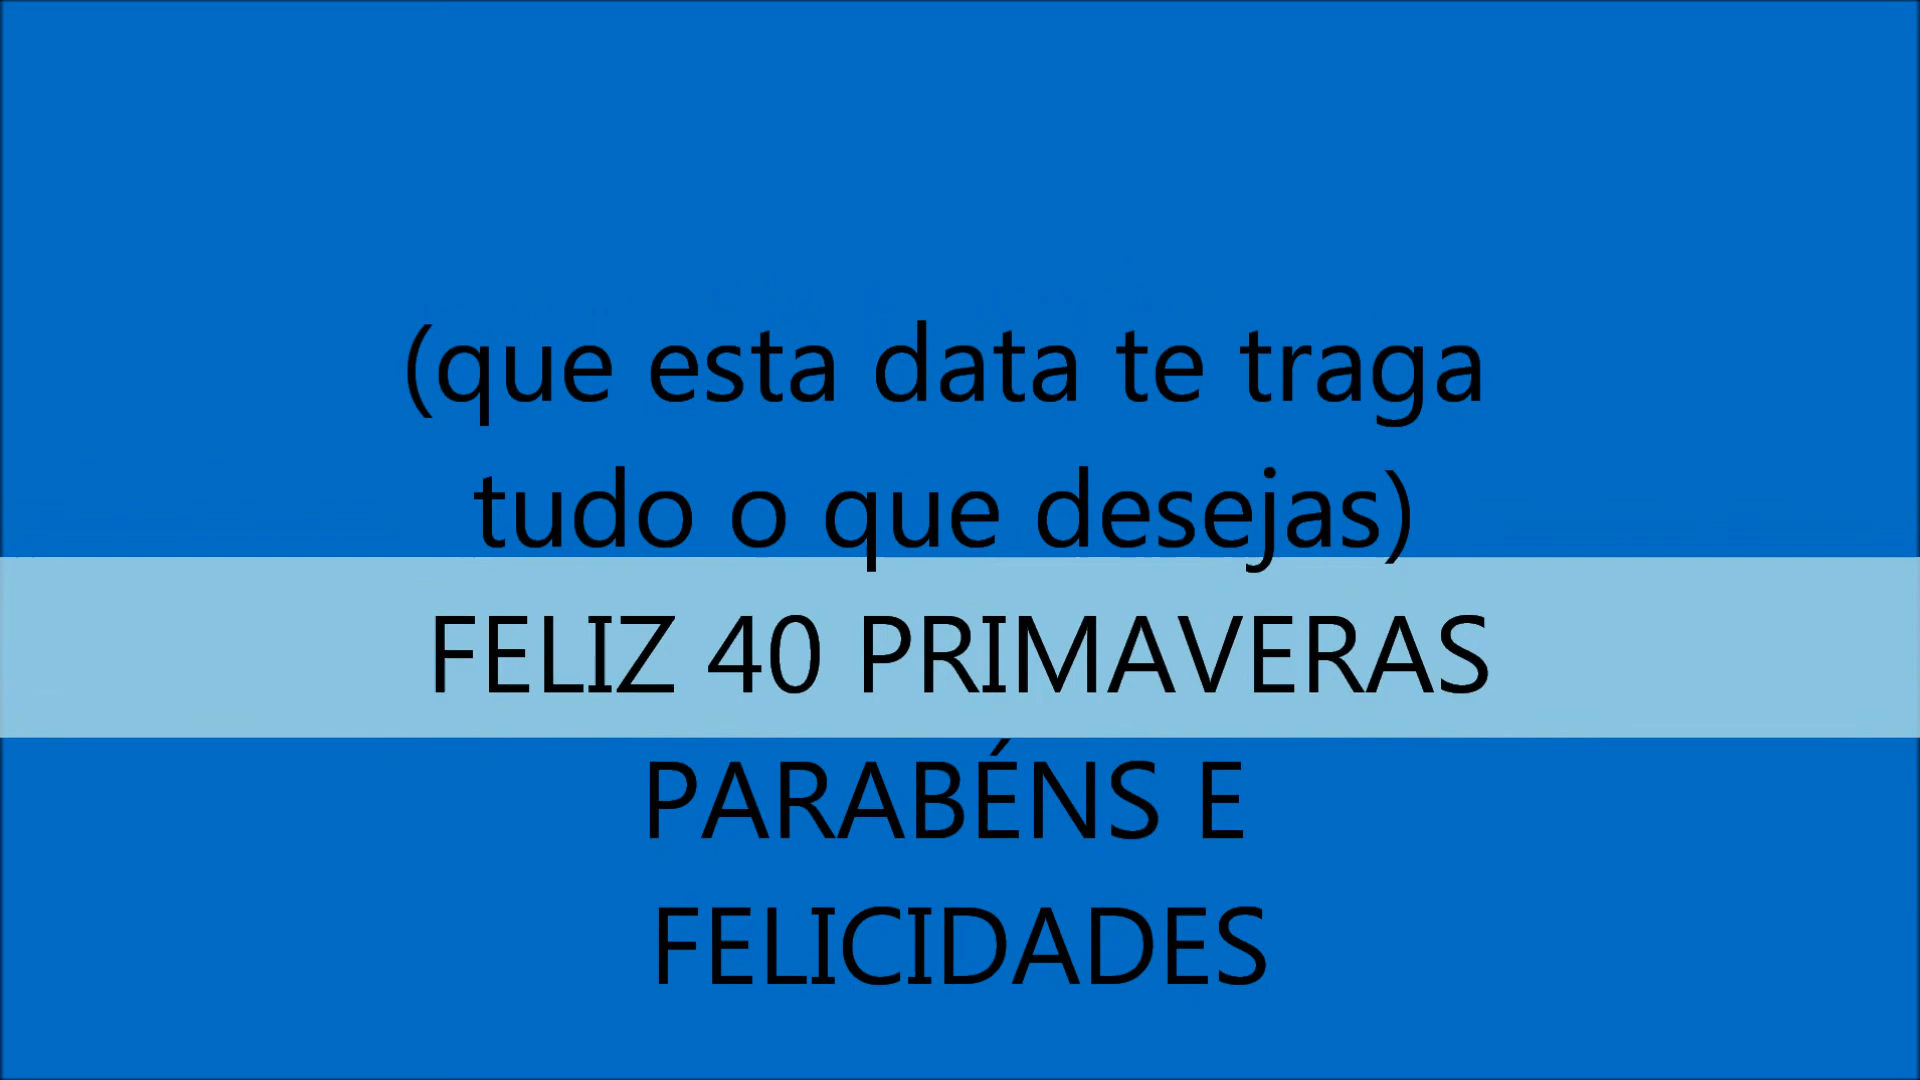 (que esta data te traga
tudo o que desejas)
FELIZ 40 PRIMAVERAS
PARABÉNS E
FELICIDADES